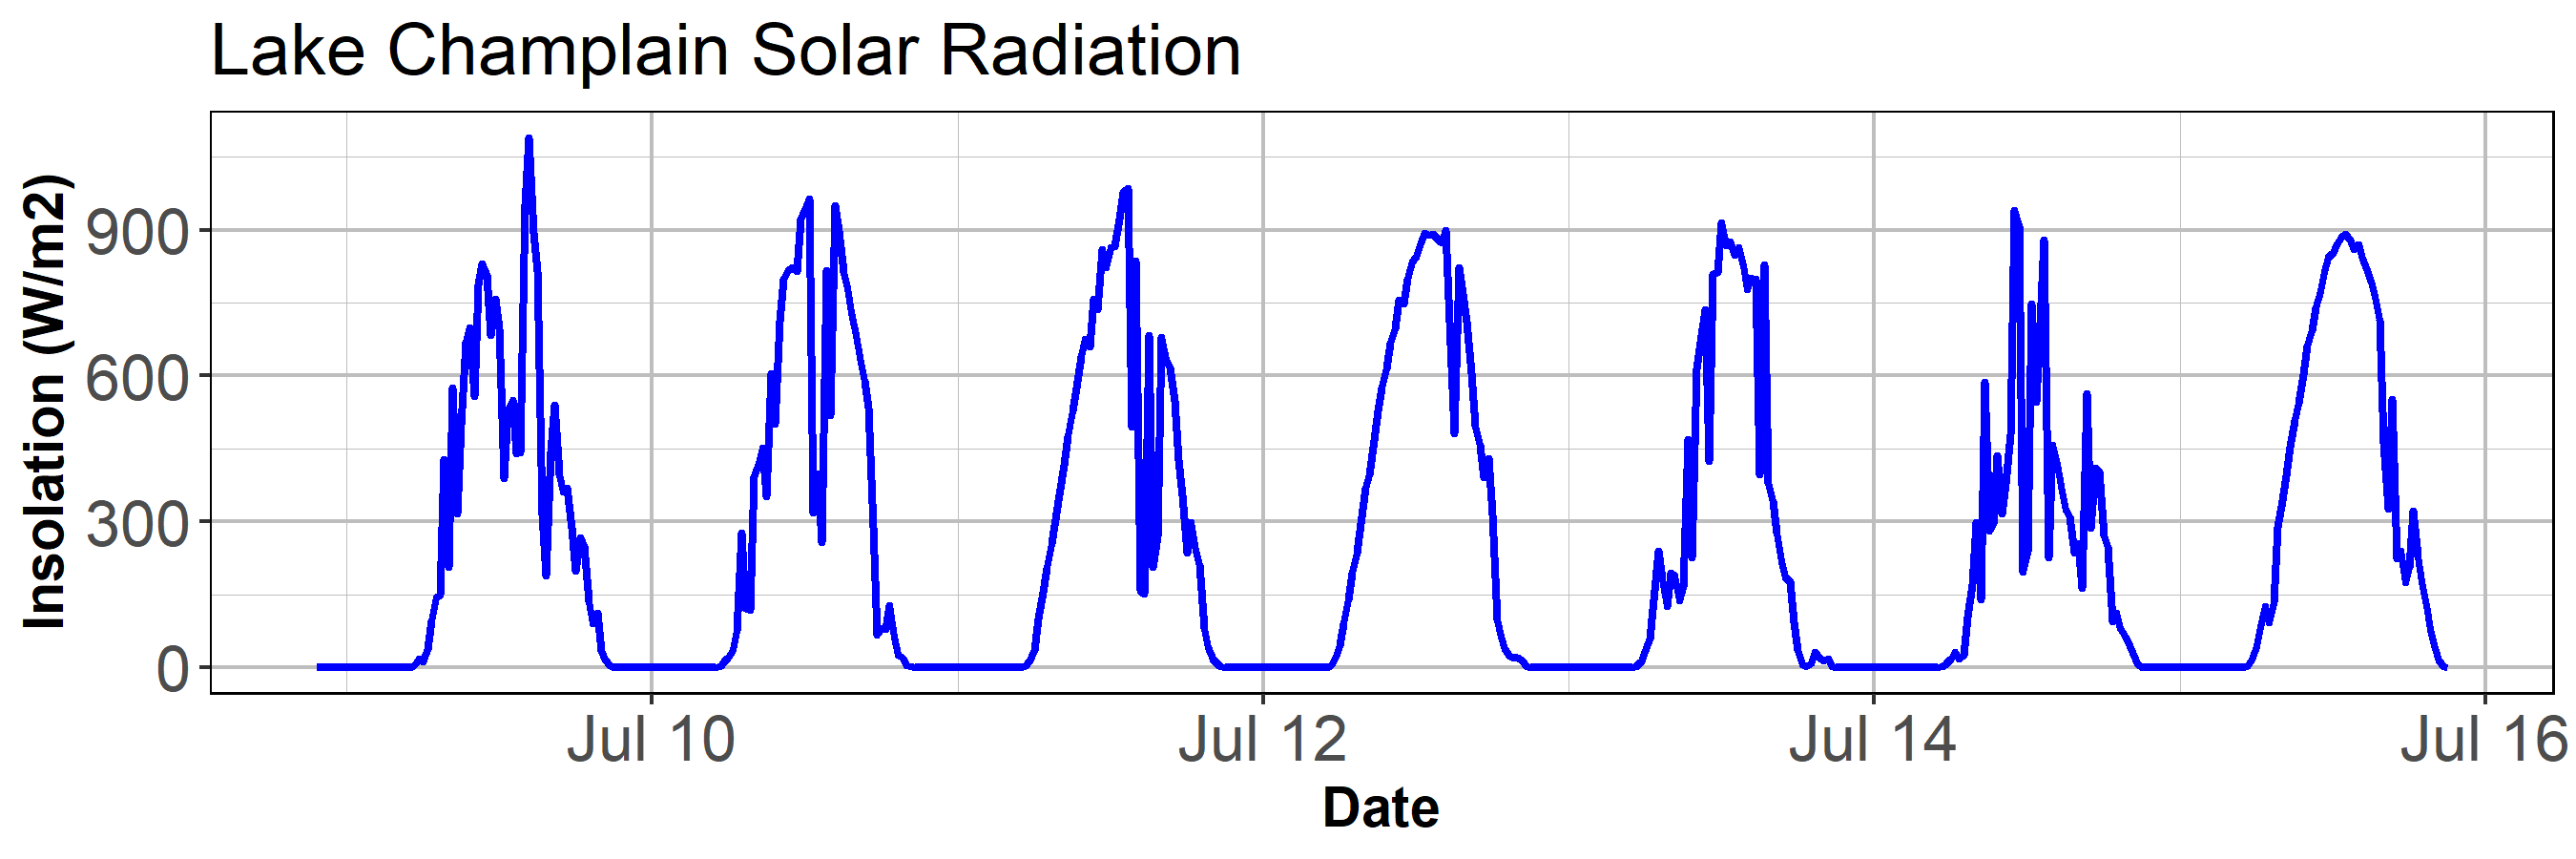 Lake Champlain Solar Radiation
Insolation (W/m2)
900
600
300
0
Jul 10
Jul 12
Jul 14
Jul 16
Date